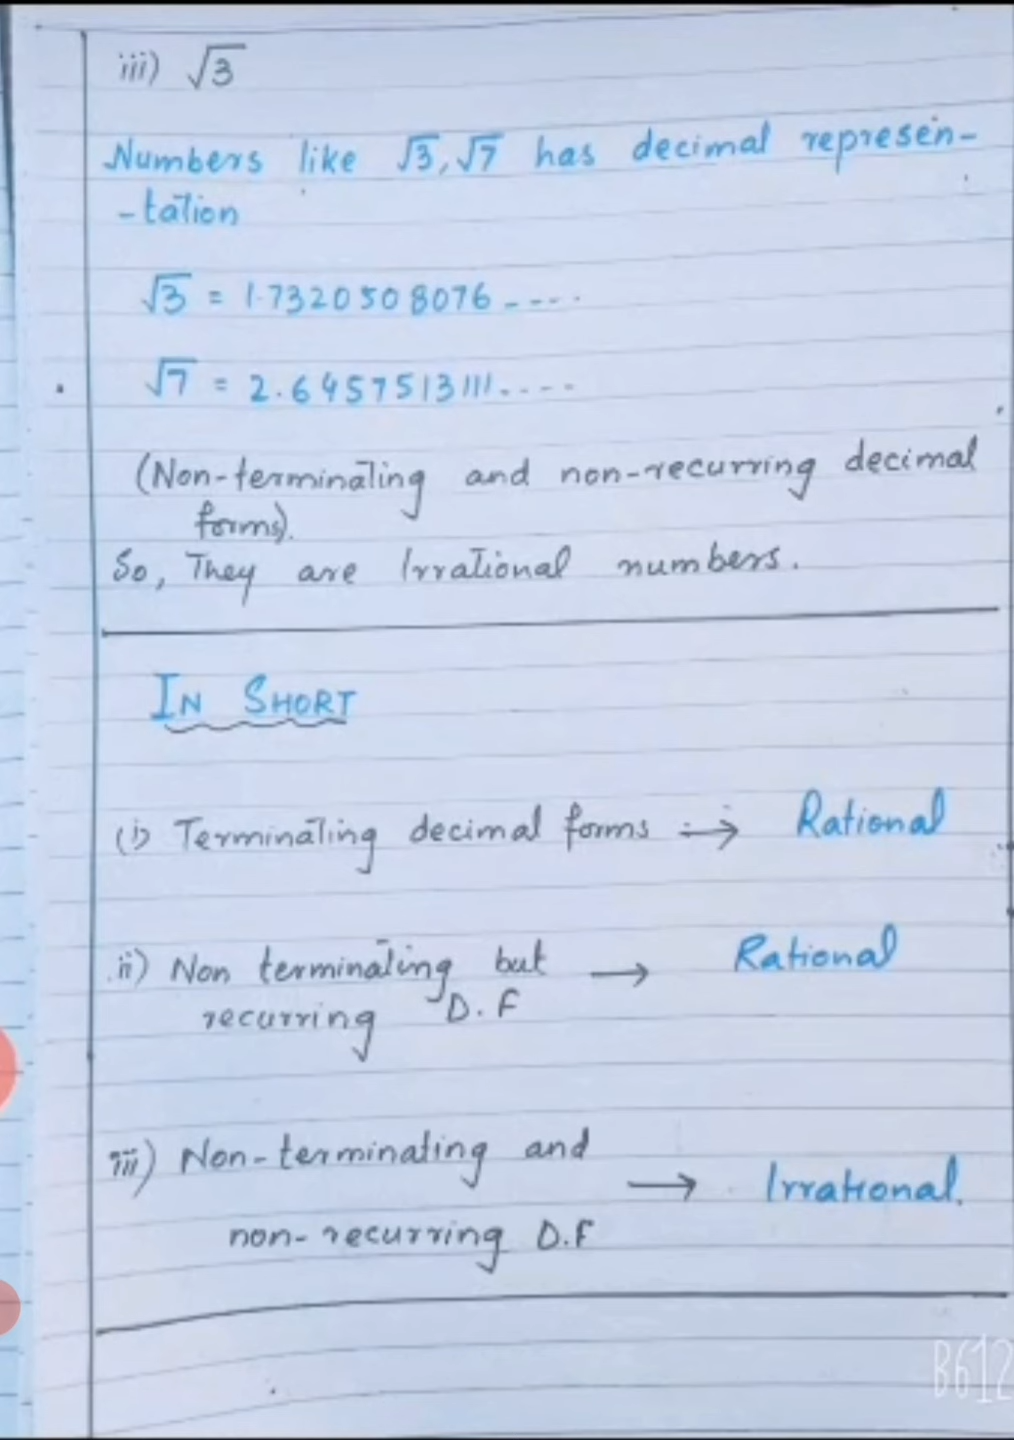 iii) √3
Numbers like √3, √7 has decimal represen-
-tation
√3 = 1.7320508076 - - - -
√7 = 2.6457513111 - - - -
(Non-terminating and non-recurring decimal
forms).
So, They are Irrational numbers.
IN SHORT
(i) Terminating decimal forms → Rational
ii) Non terminating but → Rational
recurring D.F
iii) Non-terminating and
→ Irrational.
non-recurring D.F
B612